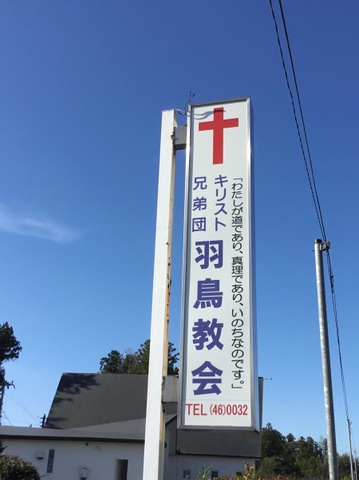 「わたしが道であり、真理であり、いのちなのです。」
キリスト
兄弟団
羽鳥教会
TEL(46)0032